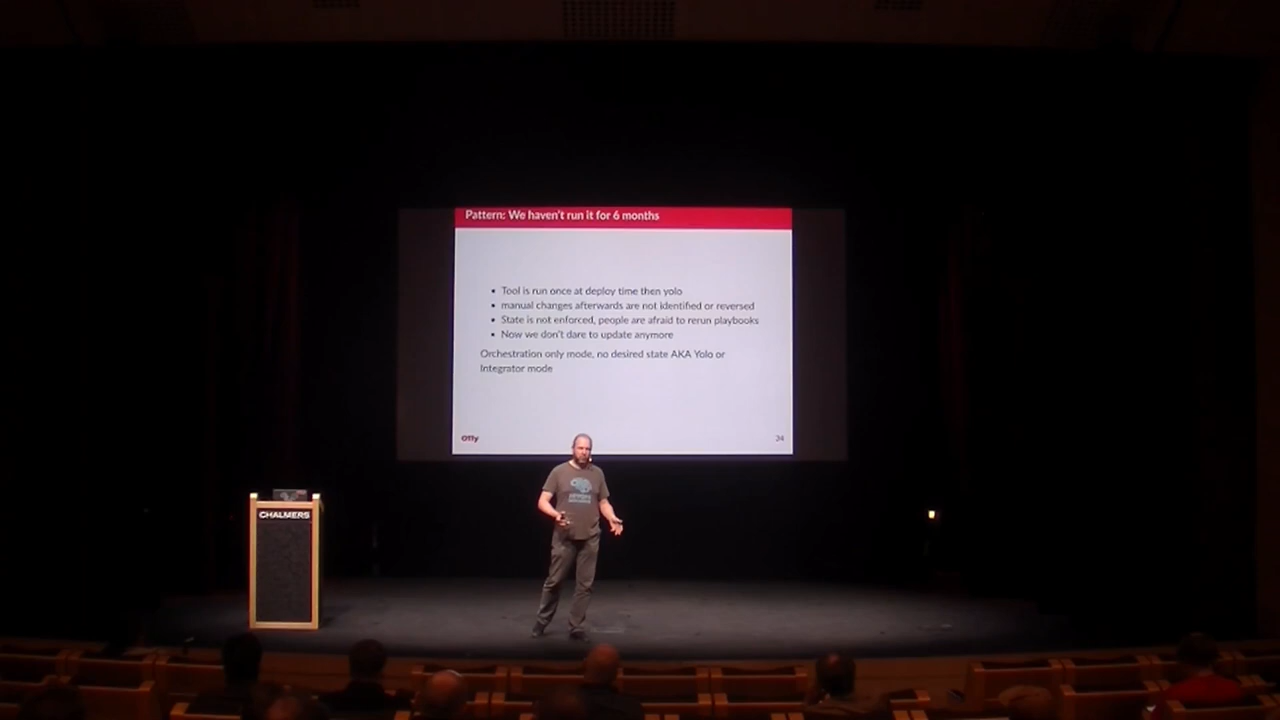 Pattern: We haven't run it for 6 months
• Tool is run once at deploy time then yolo
• manual changes afterwards are not identified or reversed
• State is not enforced, people are afraid to rerun playbooks
• Now we don't dare to update anymore
Orchestration only mode, no desired state AKA Yolo or
Integrator mode
O11y
24
CHALMERS